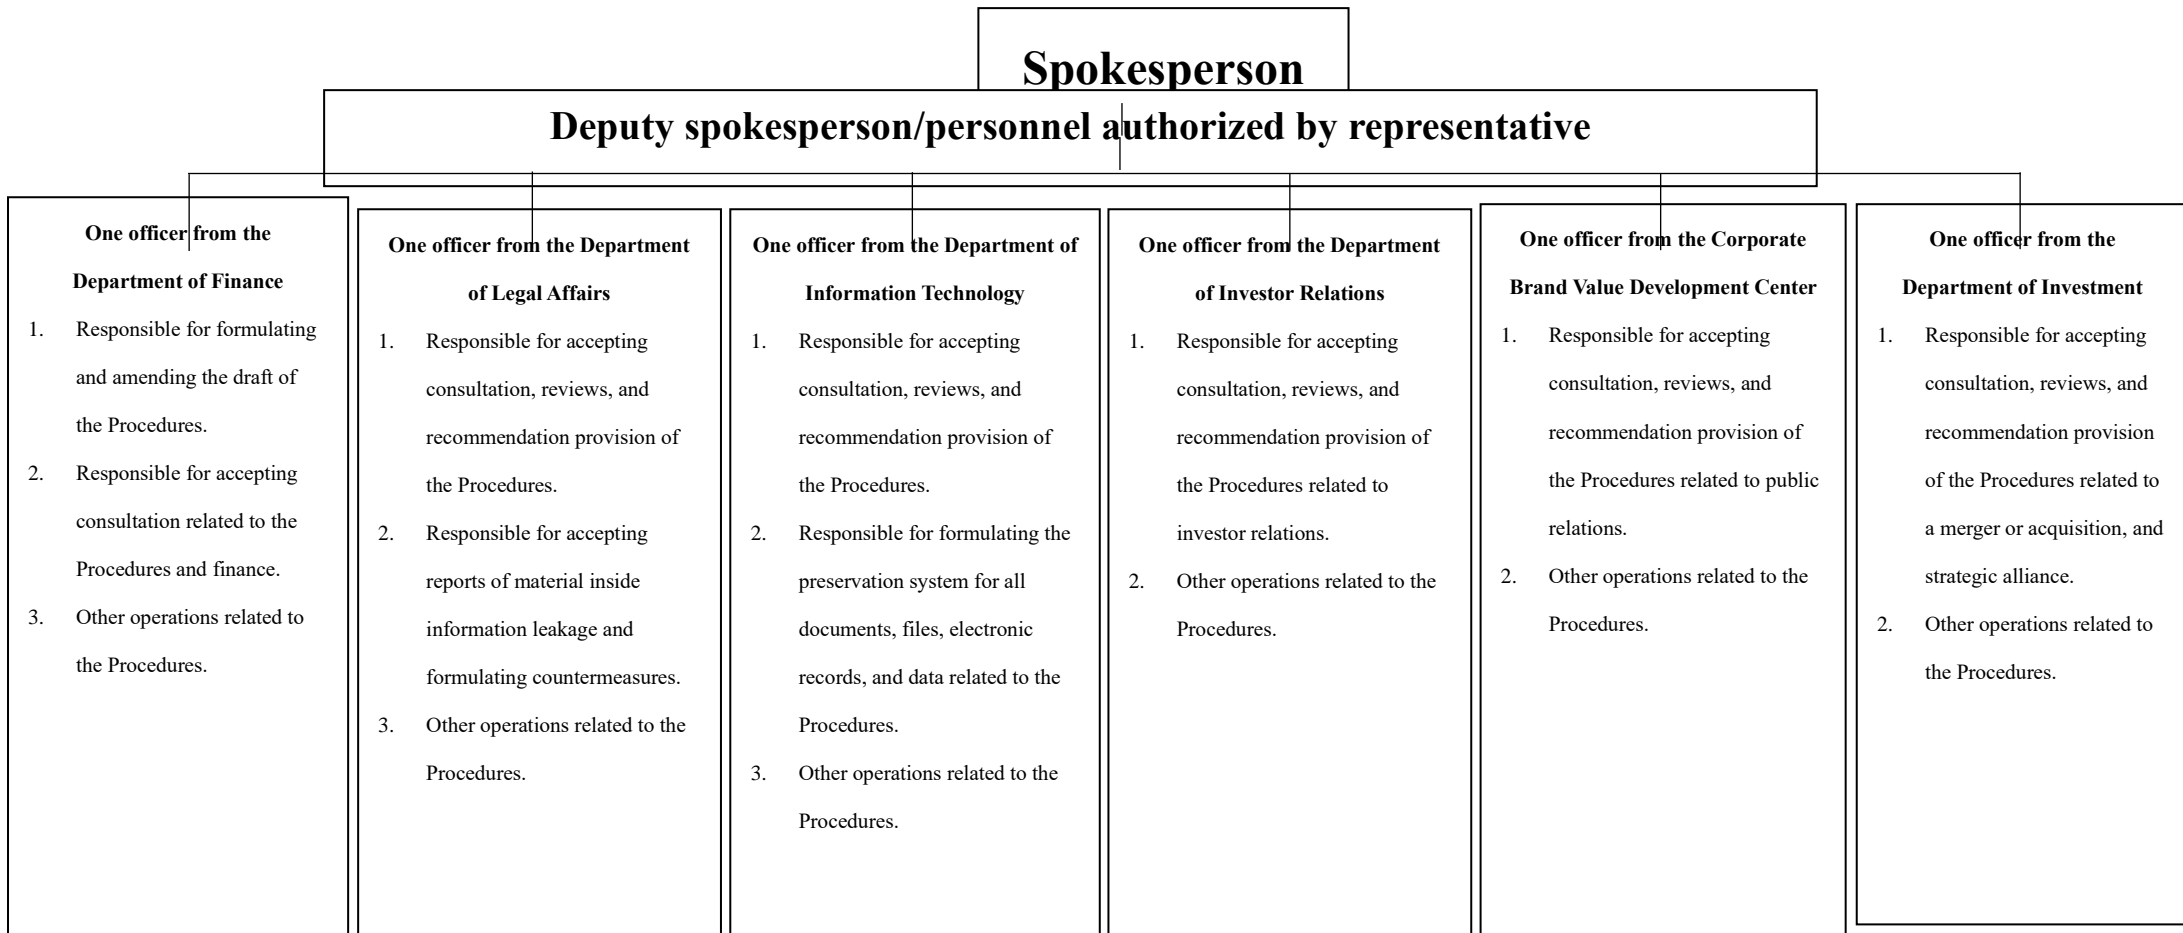 Spokesperson
Deputy spokesperson/personnel authorized by representative
One officer from the
Department of Finance
1. Responsible for formulating
and amending the draft of
the Procedures.
2. Responsible for accepting
consultation related to the
Procedures and finance.
3. Other operations related to
the Procedures.
One officer from the Department
of Legal Affairs
1. Responsible for accepting
consultation, reviews, and
recommendation provision of
the Procedures.
2. Responsible for accepting
reports of material inside
information leakage and
formulating countermeasures.
3. Other operations related to the
Procedures.
One officer from the Department of
Information Technology
1. Responsible for accepting
consultation, reviews, and
recommendation provision of
the Procedures.
2. Responsible for formulating the
preservation system for all
documents, files, electronic
records, and data related to the
Procedures.
3. Other operations related to the
Procedures.
One officer from the Department
of Investor Relations
1. Responsible for accepting
consultation, reviews, and
recommendation provision of
the Procedures related to
investor relations.
2. Other operations related to the
Procedures.
One officer from the Corporate
Brand Value Development Center
1. Responsible for accepting
consultation, reviews, and
recommendation provision of
the Procedures related to public
relations.
2. Other operations related to the
Procedures.
One officer from the
Department of Investment
1. Responsible for accepting
consultation, reviews, and
recommendation provision
of the Procedures related to
a merger or acquisition, and
strategic alliance.
2. Other operations related to
the Procedures.